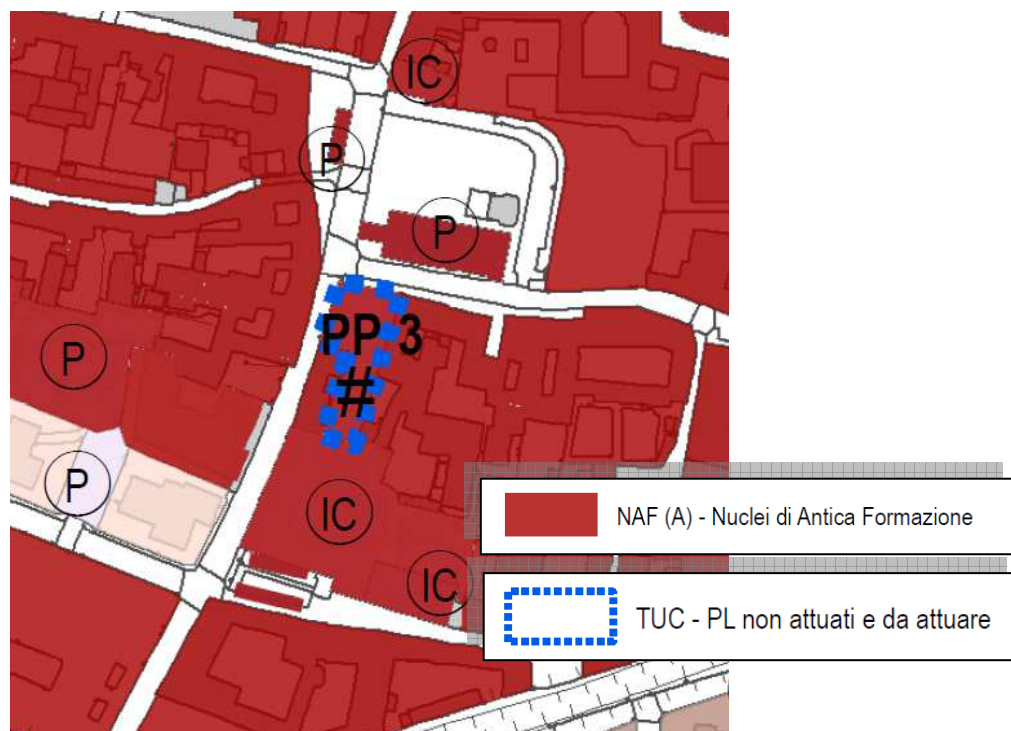 IC
P
P
PP 3
P
#
P
IC
NAF (A) - Nuclei di Antica Formazione
IC
TUC - PL non attuati e da attuare